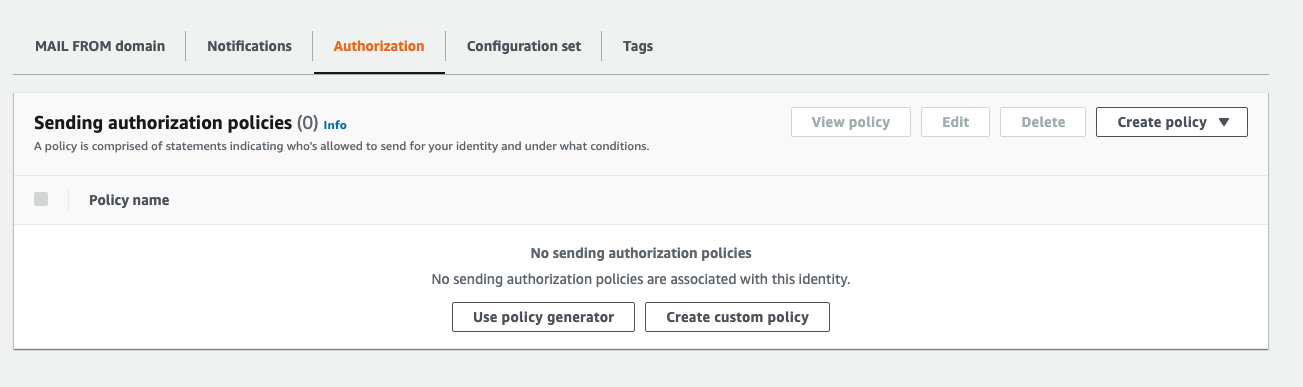 MAIL FROM domain Notifications Authorization Configuration set Tags
Sending authorization policies (0) Info View policy Edit Delete Create policy
A policy is comprised of statements indicating who's allowed to send for your identity and under what conditions.
Policy name
No sending authorization policies
No sending authorization policies are associated with this identity.
Use policy generator Create custom policy